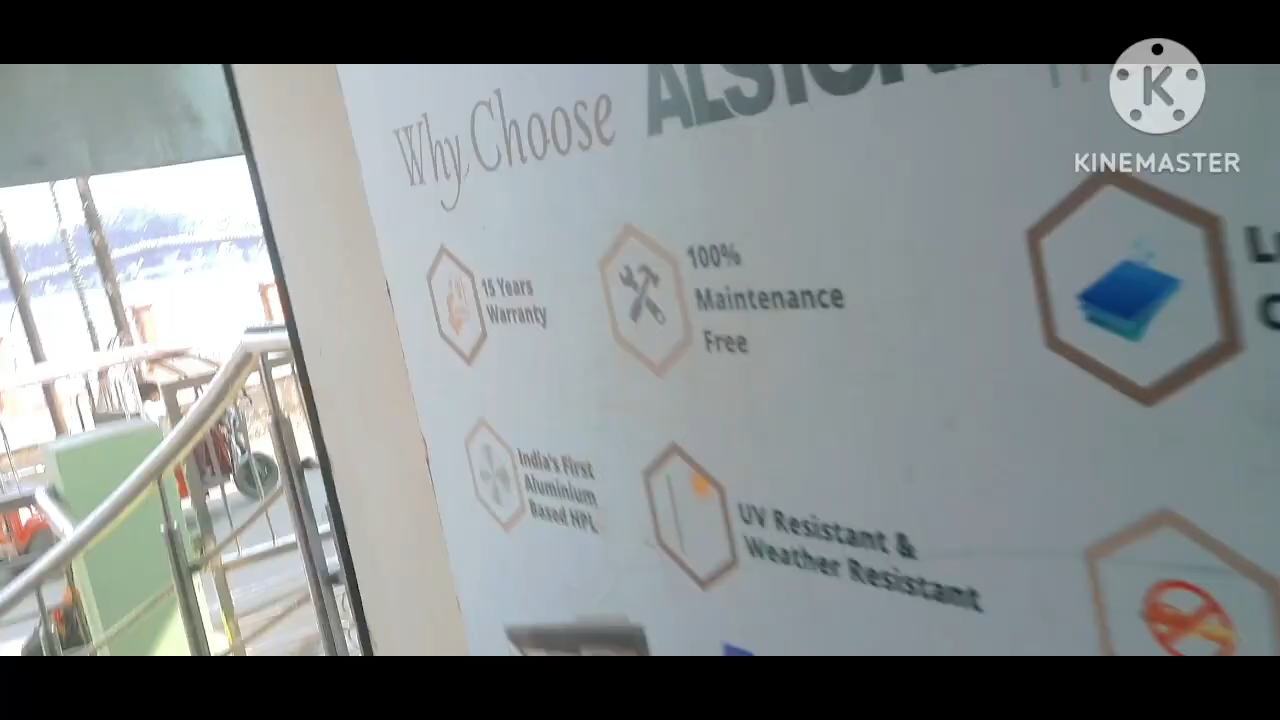 Why Choose
K
KINEMASTER
15 Years
Warranty
100%
Maintenance
Free
India's First
Aluminium
Based HPL
UV Resistant &
Weather Resistant